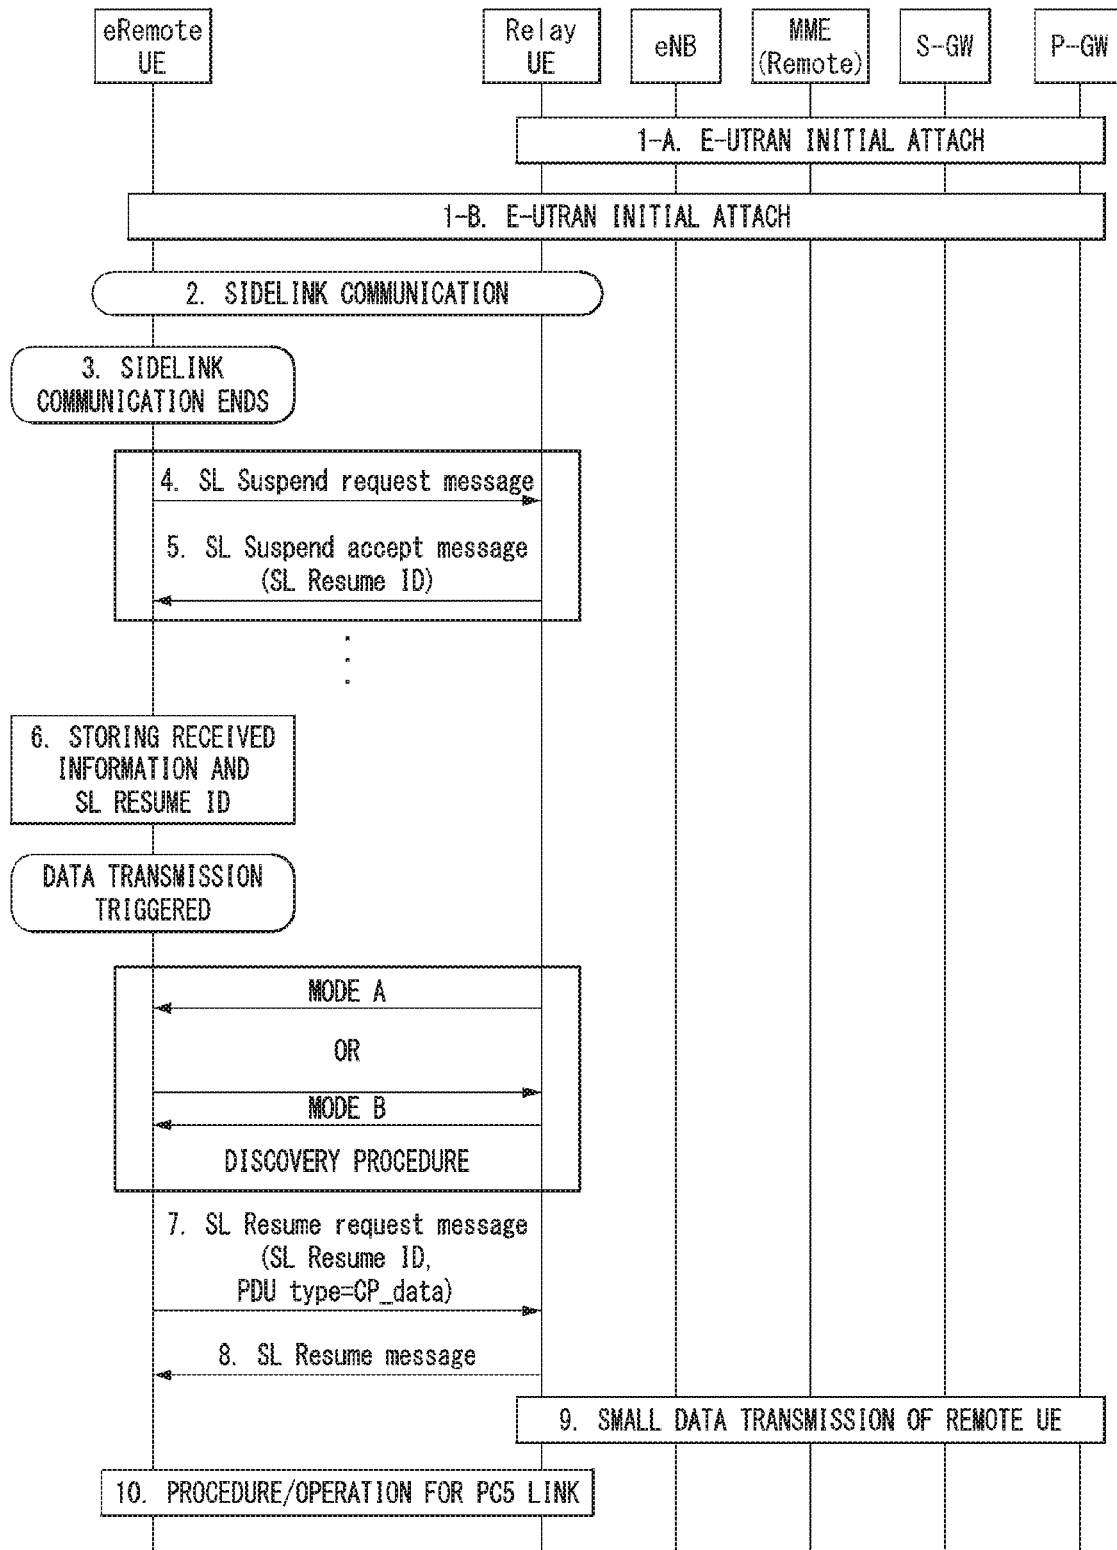 eRemote
UE
Relay
UE
eNB
MME
(Remote)
S-GW
P-GW
1-A. E-UTRAN INITIAL ATTACH
1-B. E-UTRAN INITIAL ATTACH
2. SIDELINK COMMUNICATION
3. SIDELINK
COMMUNICATION ENDS
4. SL Suspend request message
5. SL Suspend accept message
(SL Resume ID)
6. STORING RECEIVED
INFORMATION AND
SL RESUME ID
DATA TRANSMISSION
TRIGGERED
MODE A
OR
MODE B
DISCOVERY PROCEDURE
7. SL Resume request message
(SL Resume ID,
PDU type=CP_data)
8. SL Resume message
9. SMALL DATA TRANSMISSION OF REMOTE UE
10. PROCEDURE/OPERATION FOR PC5 LINK